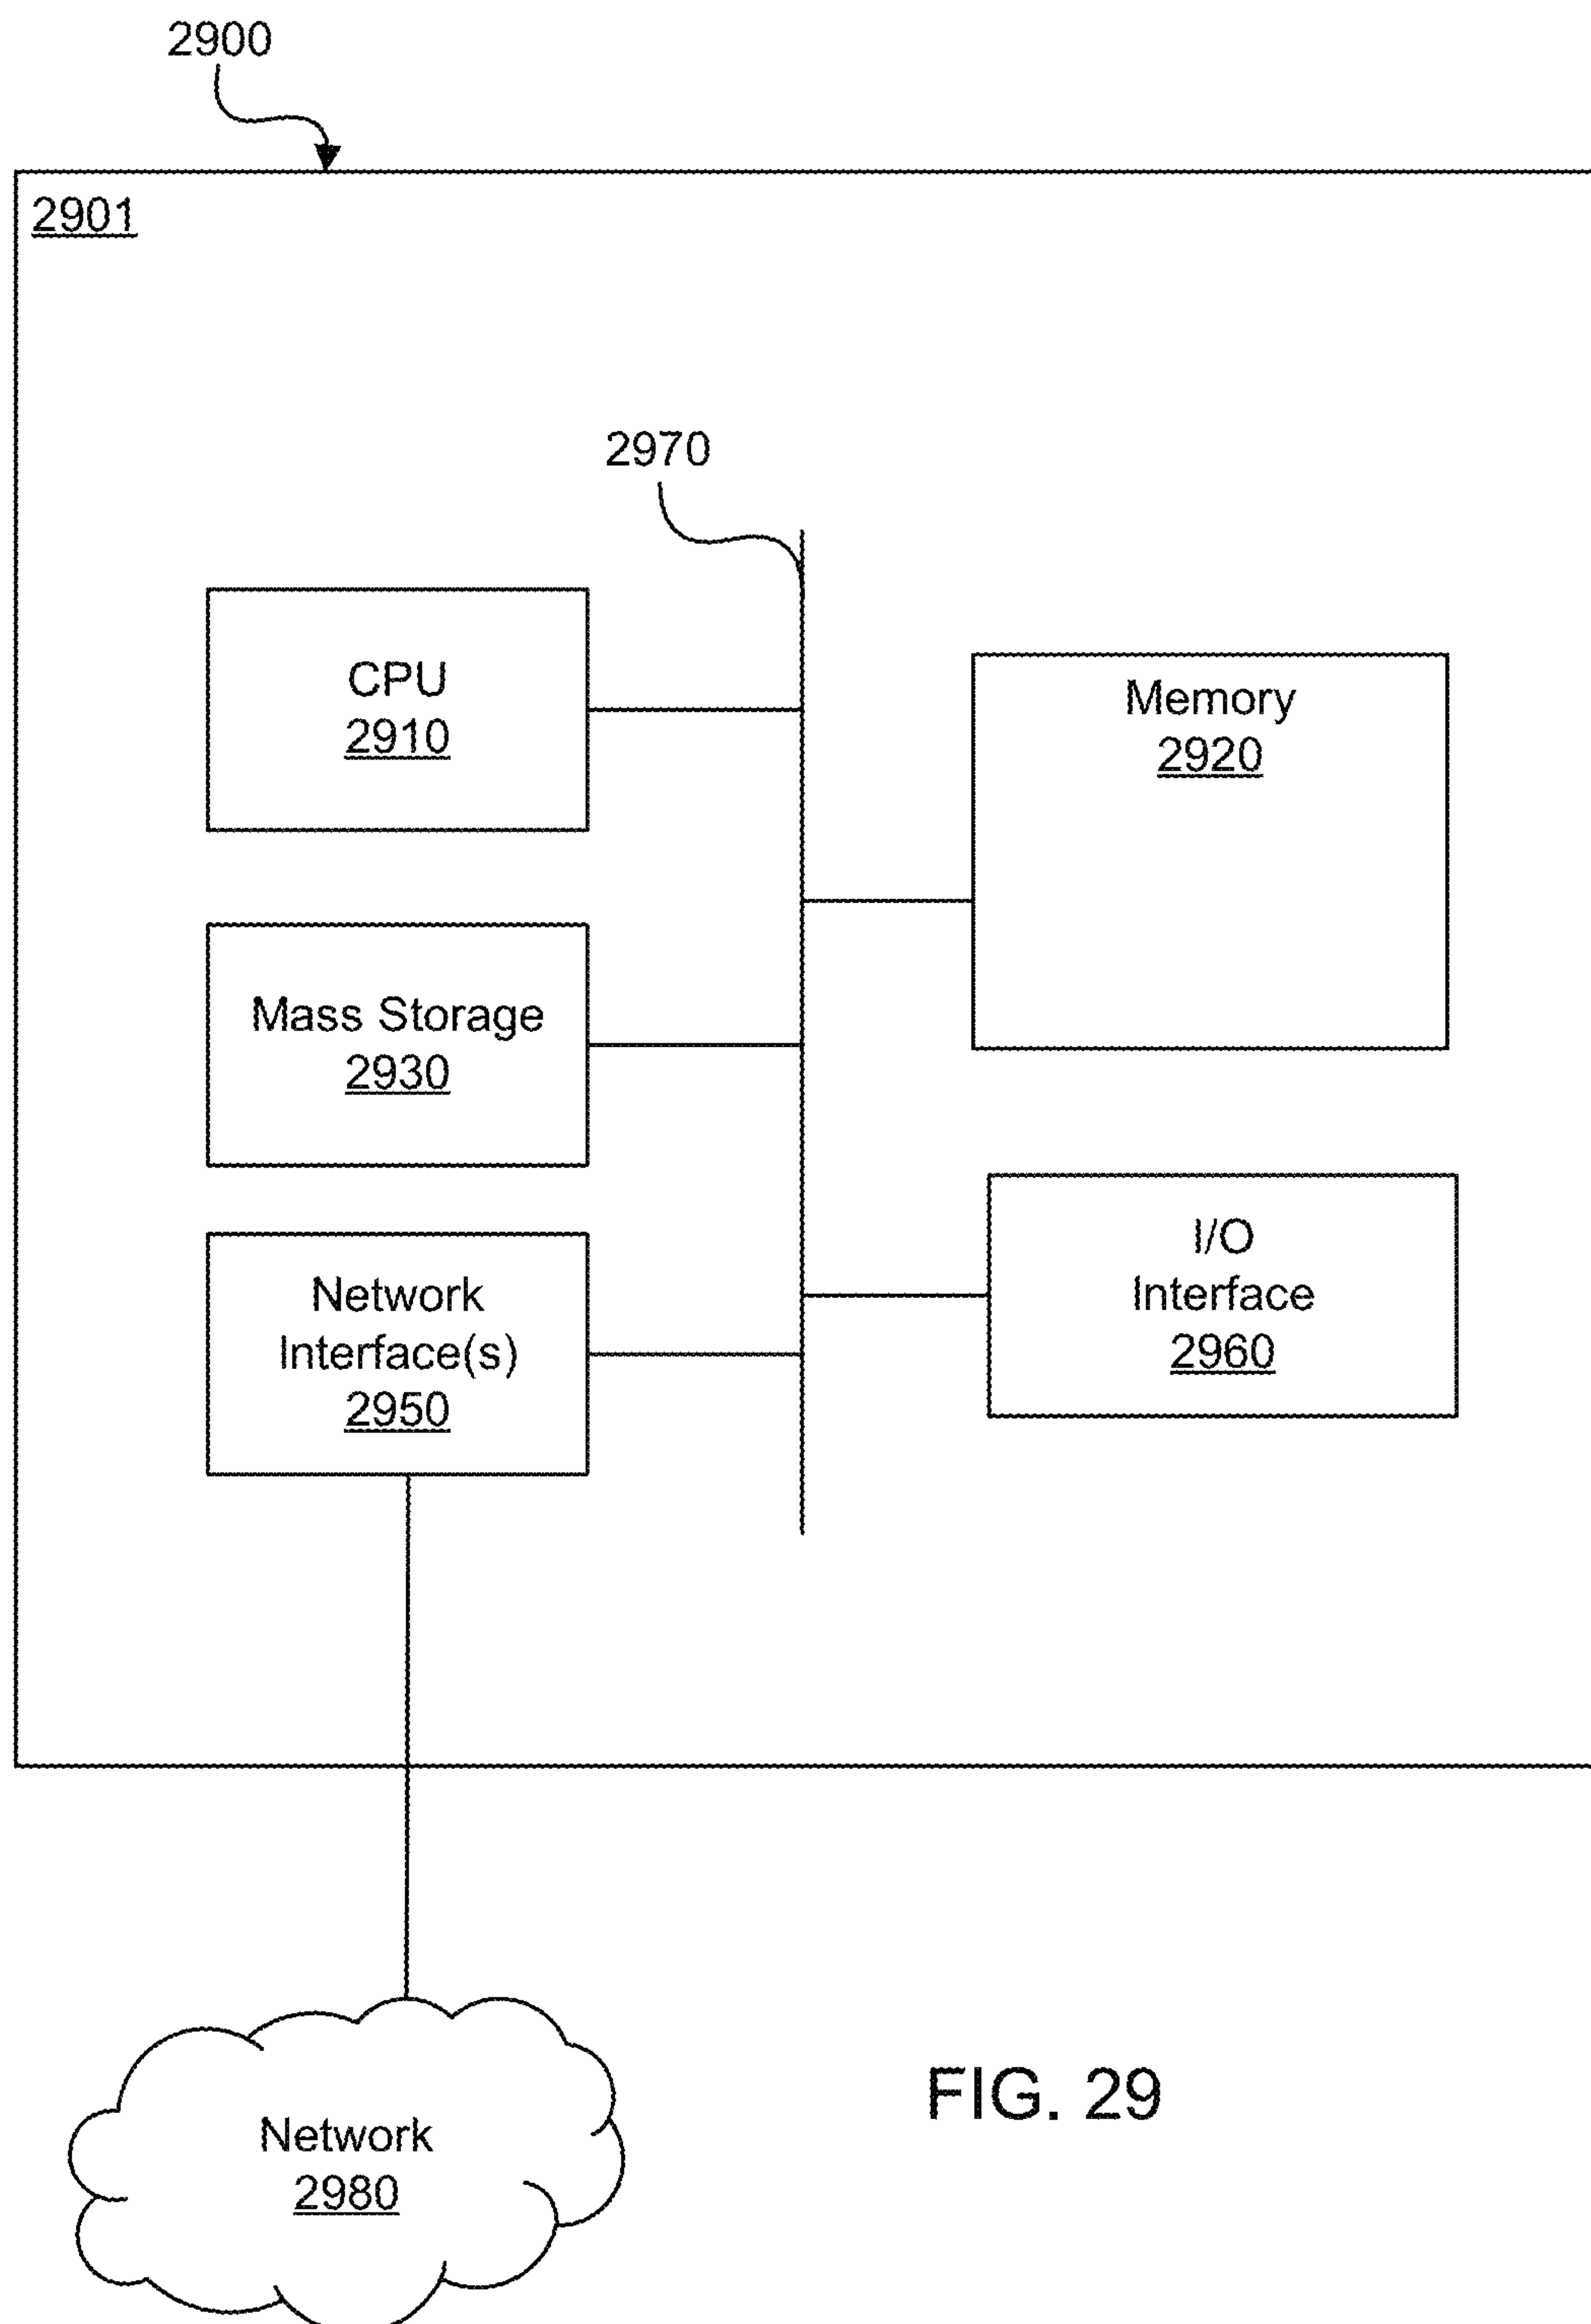 2900
2901
2970
CPU
2910
Memory
2920
Mass Storage
2930
I/O
Interface
2960
Network
Interface(s)
2950
FIG. 29
Network
2980